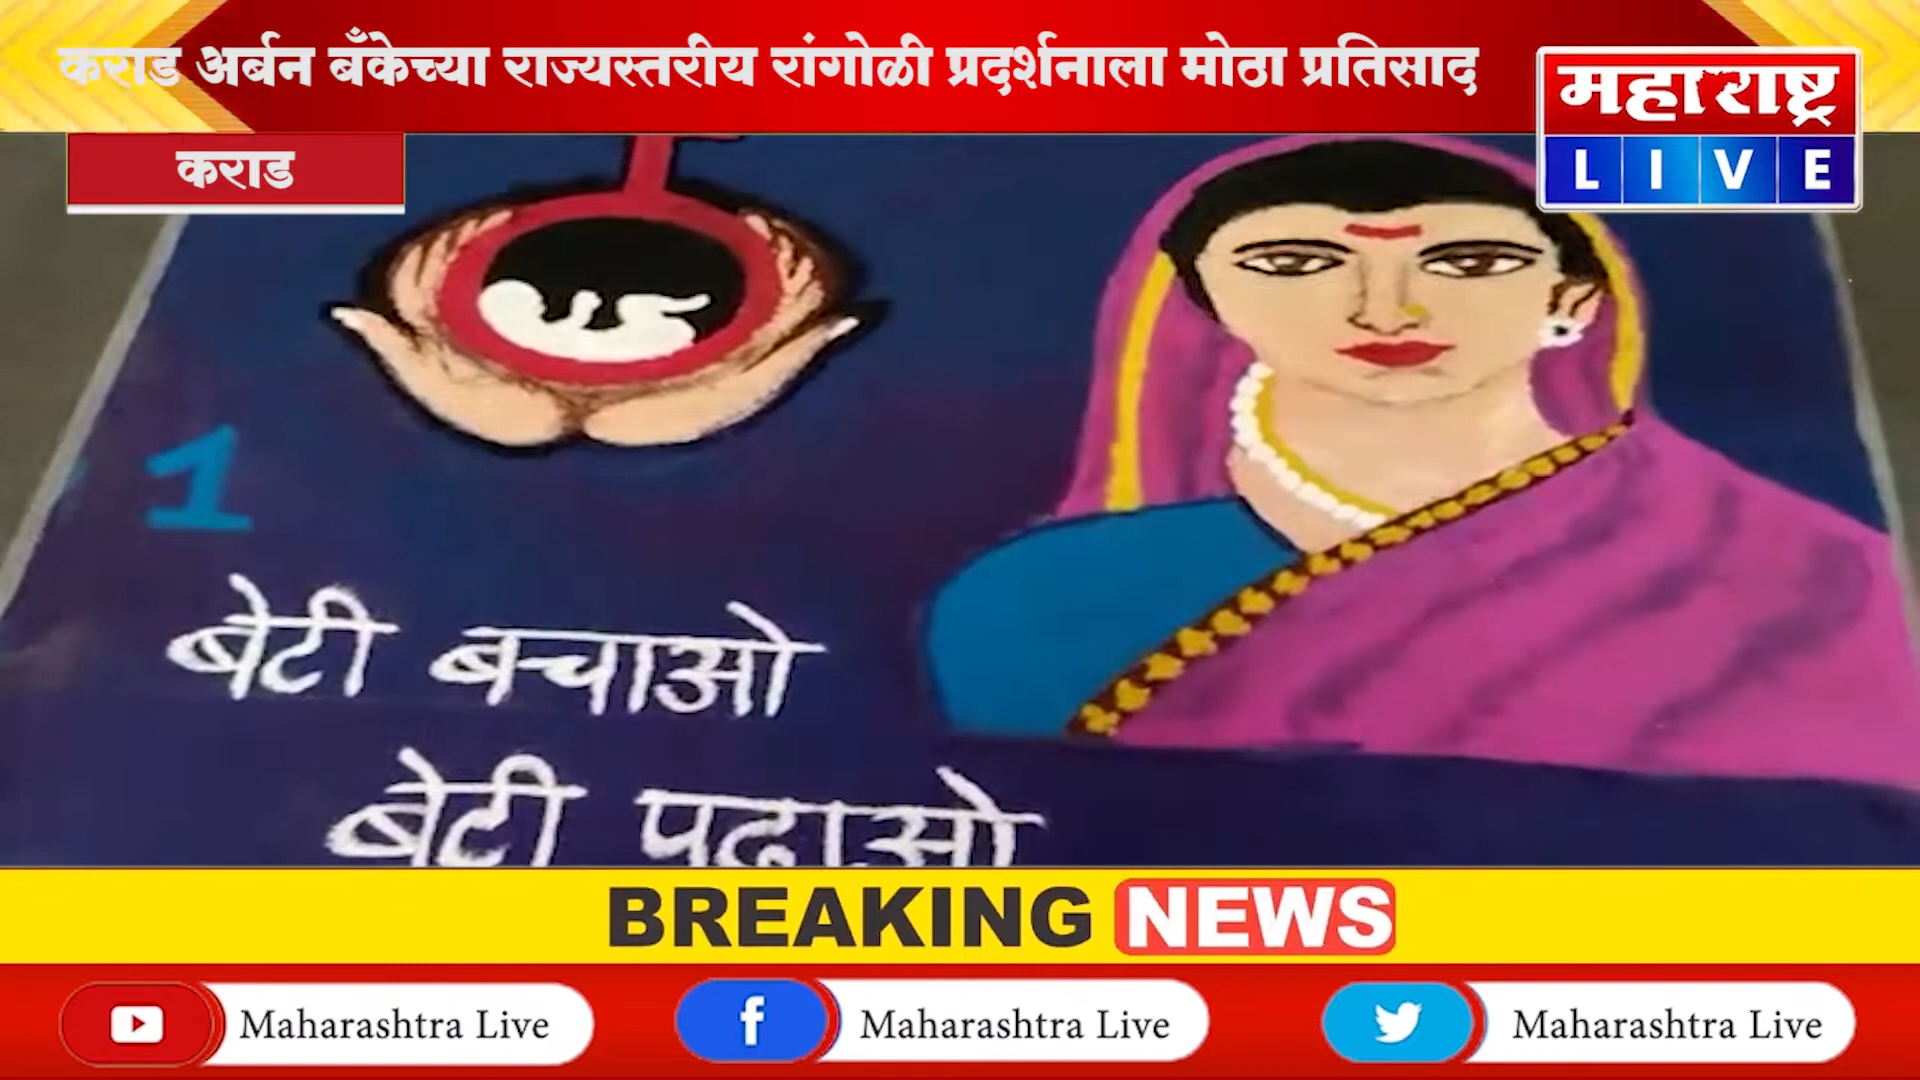 कराड अर्बन बँकेच्या राज्यस्तरीय रांगोळी प्रदर्शनाला मोठा प्रतिसाद
महाराष्ट्र
LIVE
कराड
1
बेटी बचाओ
बेटी पढाओ
BREAKING NEWS
Maharashtra Live
Maharashtra Live
Maharashtra Live